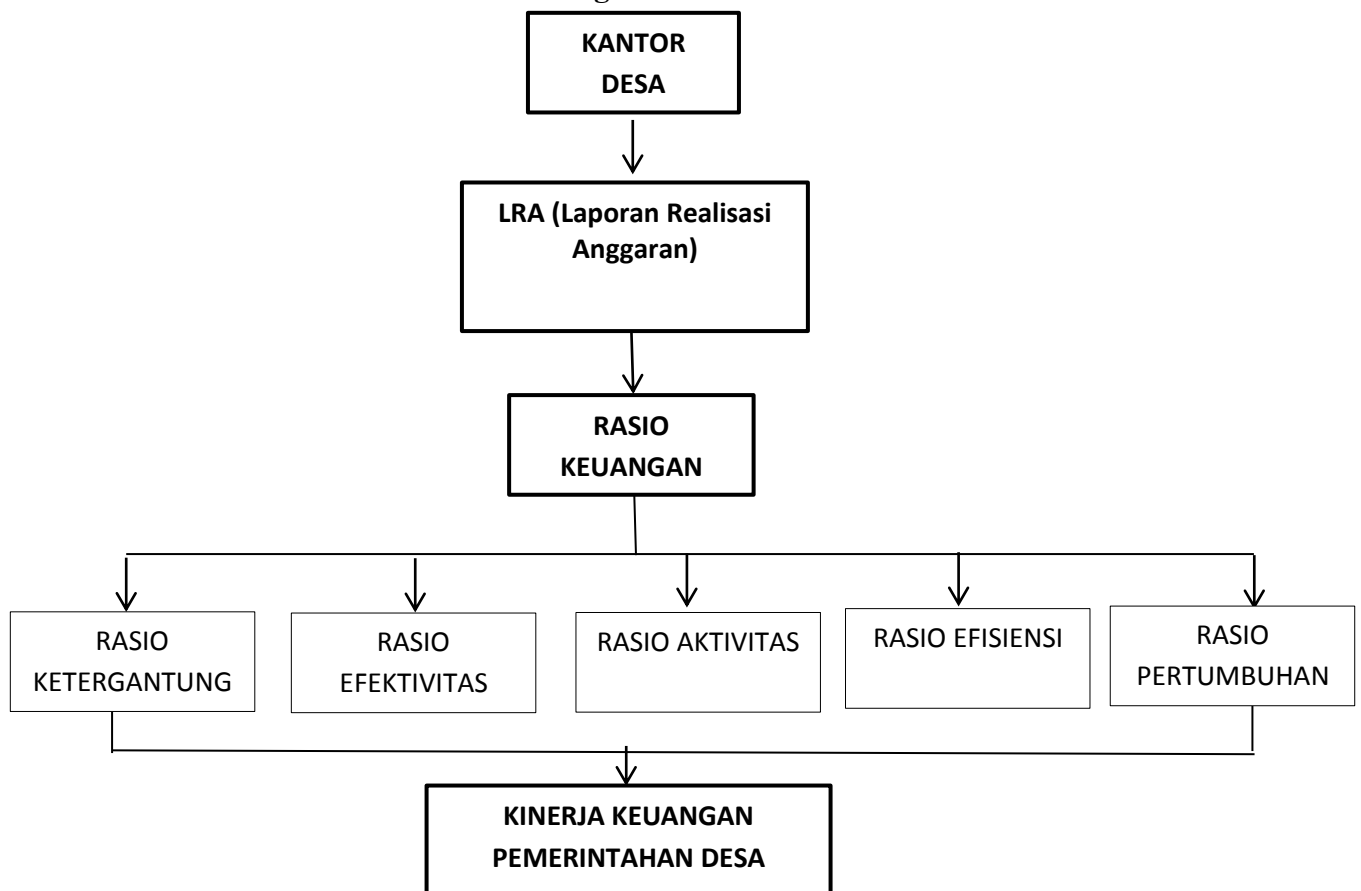 KANTOR
DESA
LRA (Laporan Realisasi
Anggaran)
RASIO
KEUANGAN
RASIO
KETERGANTUNG
RASIO
EFEKTIVITAS
RASIO AKTIVITAS
RASIO EFISIENSI
RASIO
PERTUMBUHAN
KINERJA KEUANGAN
PEMERINTAHAN DESA